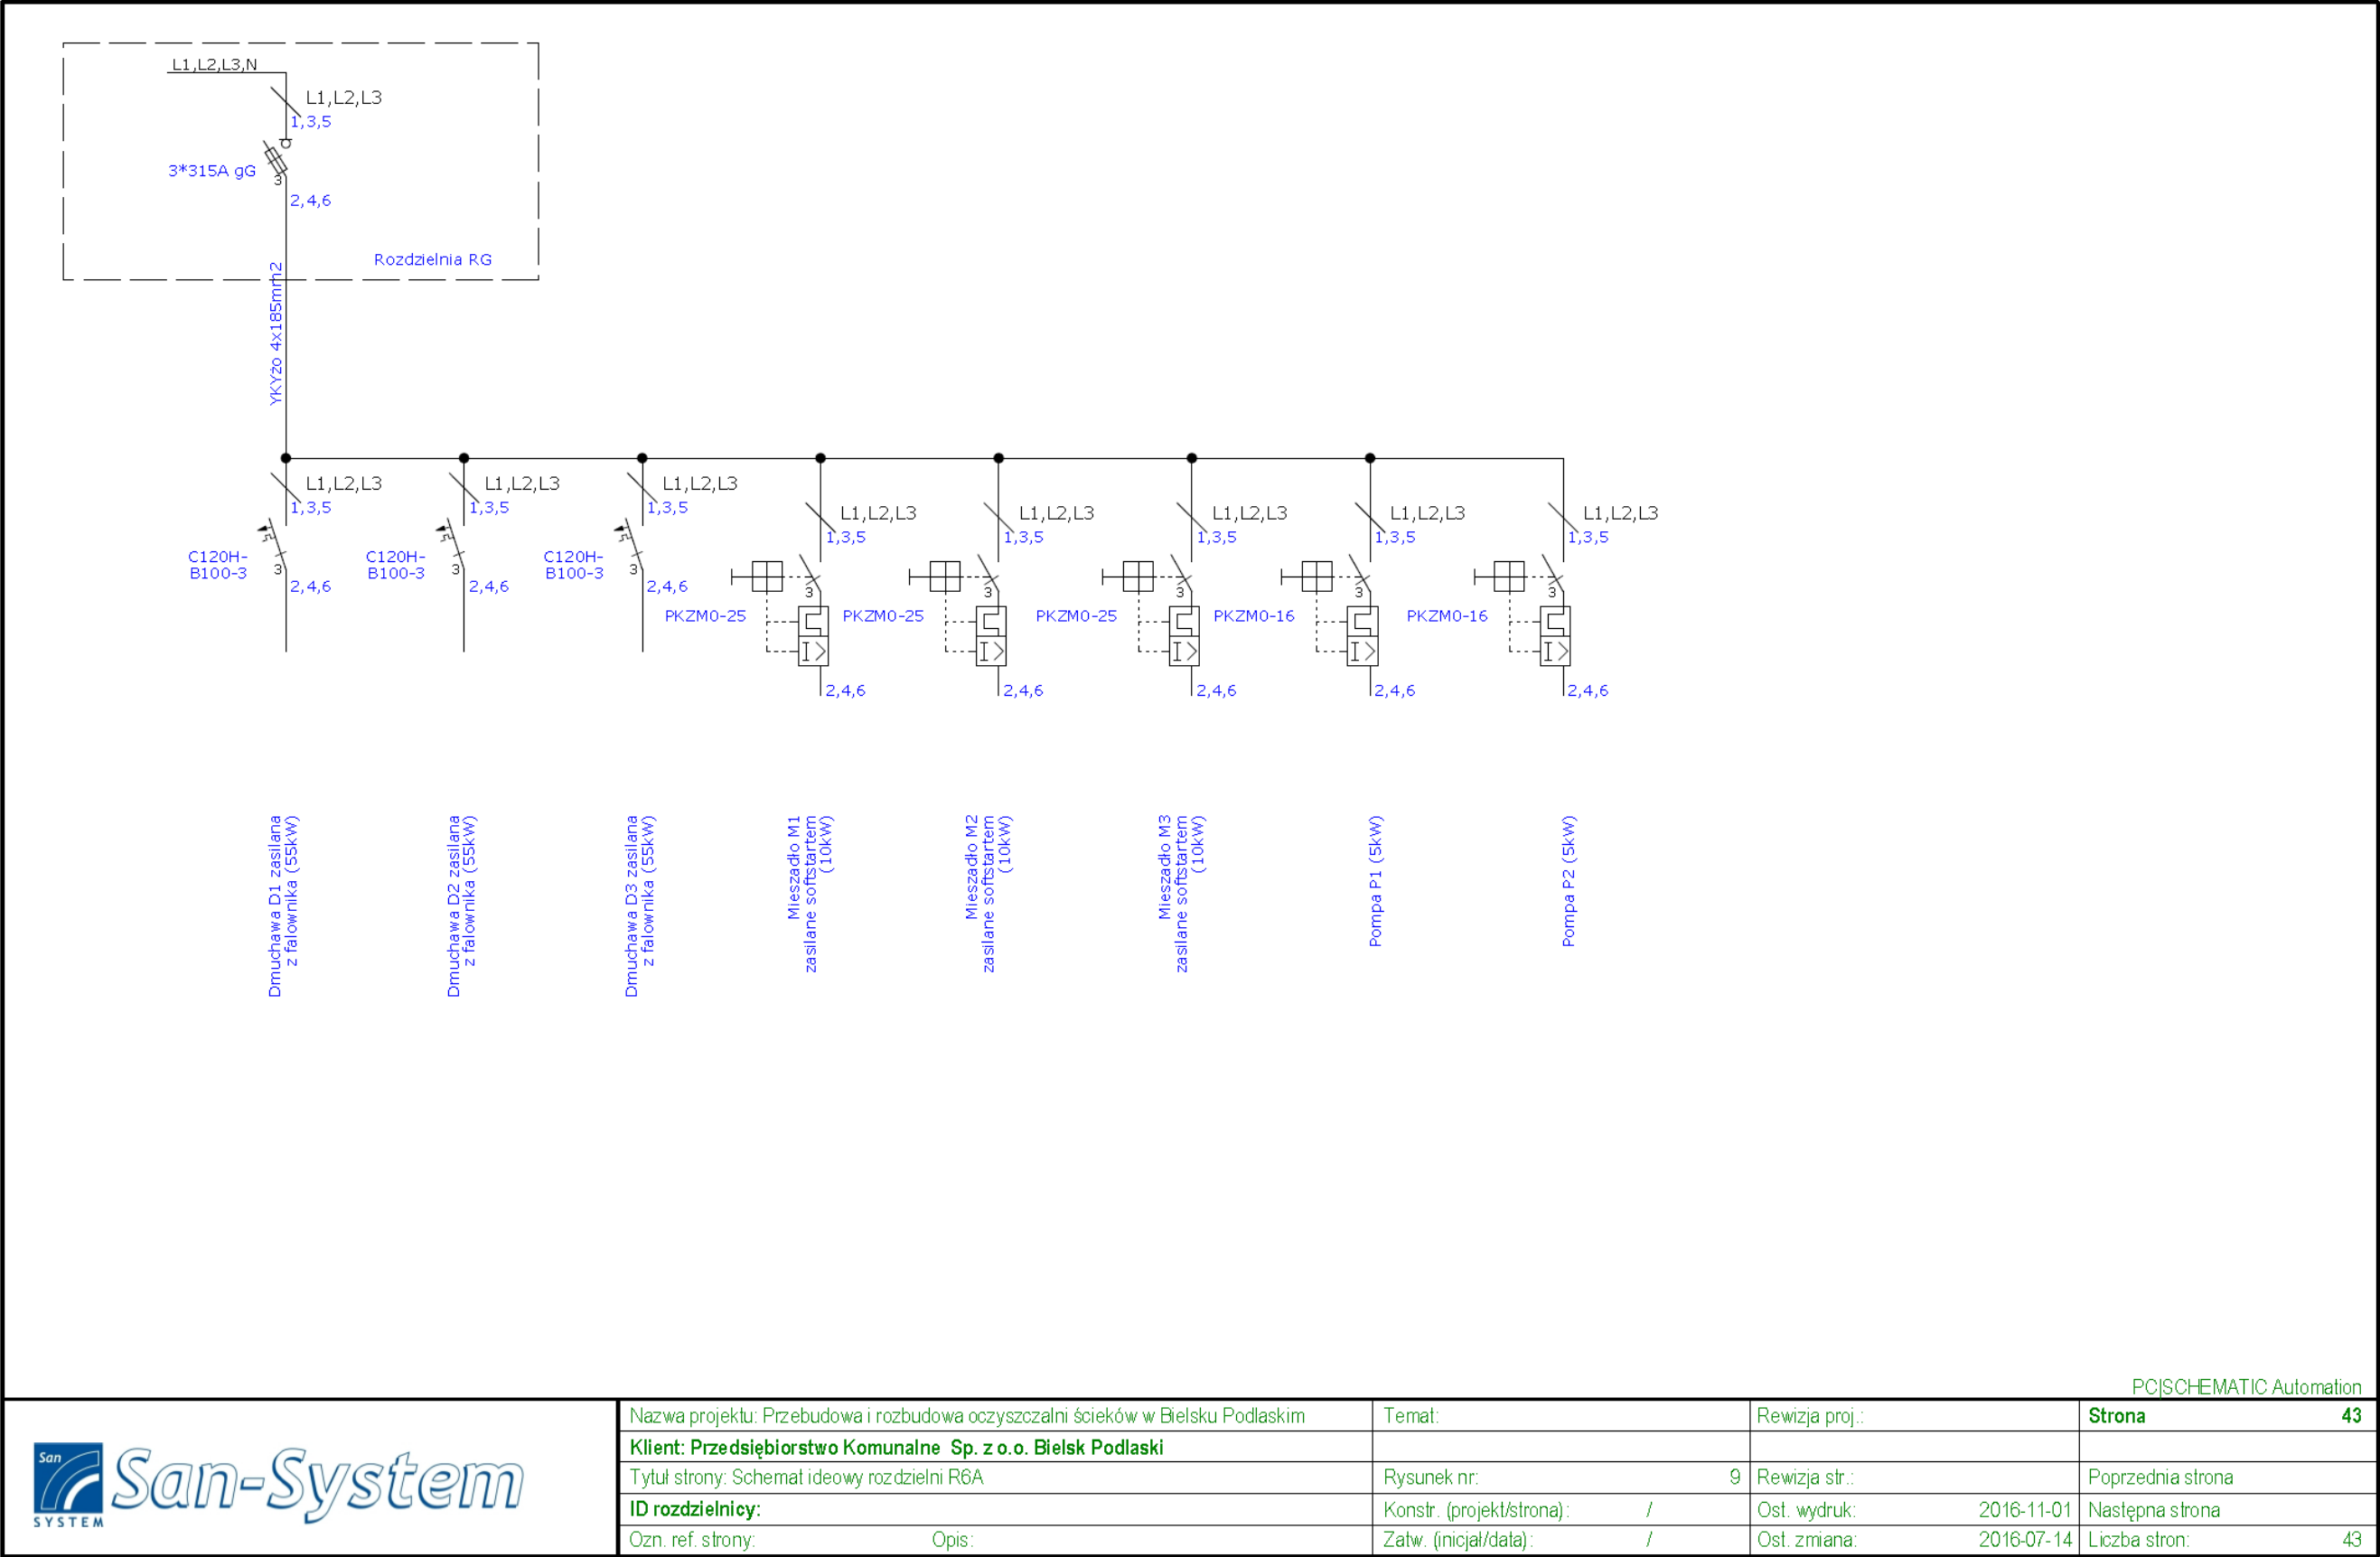 L1,L2,L3,N
L1,L2,L3
1,3,5
3*315A gG
3
2,4,6
Rozdzielnia RG
YKYżo 4x185mm2
L1,L2,L3
1,3,5
C120H-
B100-3
3
2,4,6
L1,L2,L3
1,3,5
C120H-
B100-3
3
2,4,6
L1,L2,L3
1,3,5
C120H-
B100-3
3
2,4,6
L1,L2,L3
1,3,5
3
PKZM0-25
I>
2,4,6
L1,L2,L3
1,3,5
3
PKZM0-25
I>
2,4,6
L1,L2,L3
1,3,5
3
PKZM0-25
I>
2,4,6
L1,L2,L3
1,3,5
3
PKZM0-16
I>
2,4,6
L1,L2,L3
1,3,5
3
PKZM0-16
I>
2,4,6
Dmuchawa D1 zasilana
z falownika (55kW)
Dmuchawa D2 zasilana
z falownika (55kW)
Dmuchawa D3 zasilana
z falownika (55kW)
Mieszadło M1
zasilane softstartem
(10kW)
Mieszadło M2
zasilane softstartem
(10kW)
Mieszadło M3
zasilane softstartem
(10kW)
Pompa P1 (5kW)
Pompa P2 (5kW)
PC|SCHEMATIC Automation
San
SYSTEM
San-System
Nazwa projektu: Przebudowa i rozbudowa oczyszczalni ścieków w Bielsku Podlaskim
Temat:
Rewizja proj.:
Strona 43
Klient: Przedsiębiorstwo Komunalne Sp. z o.o. Bielsk Podlaski
Tytuł strony: Schemat ideowy rozdzielni R6A
Rysunek nr: 9
Rewizja str.:
Poprzednia strona
ID rozdzielnicy:
Konstr. (projekt/strona): /
Ost. wydruk: 2016-11-01
Następna strona
Ozn. ref. strony: Opis:
Zatw. (inicjał/data): /
Ost. zmiana: 2016-07-14
Liczba stron: 43